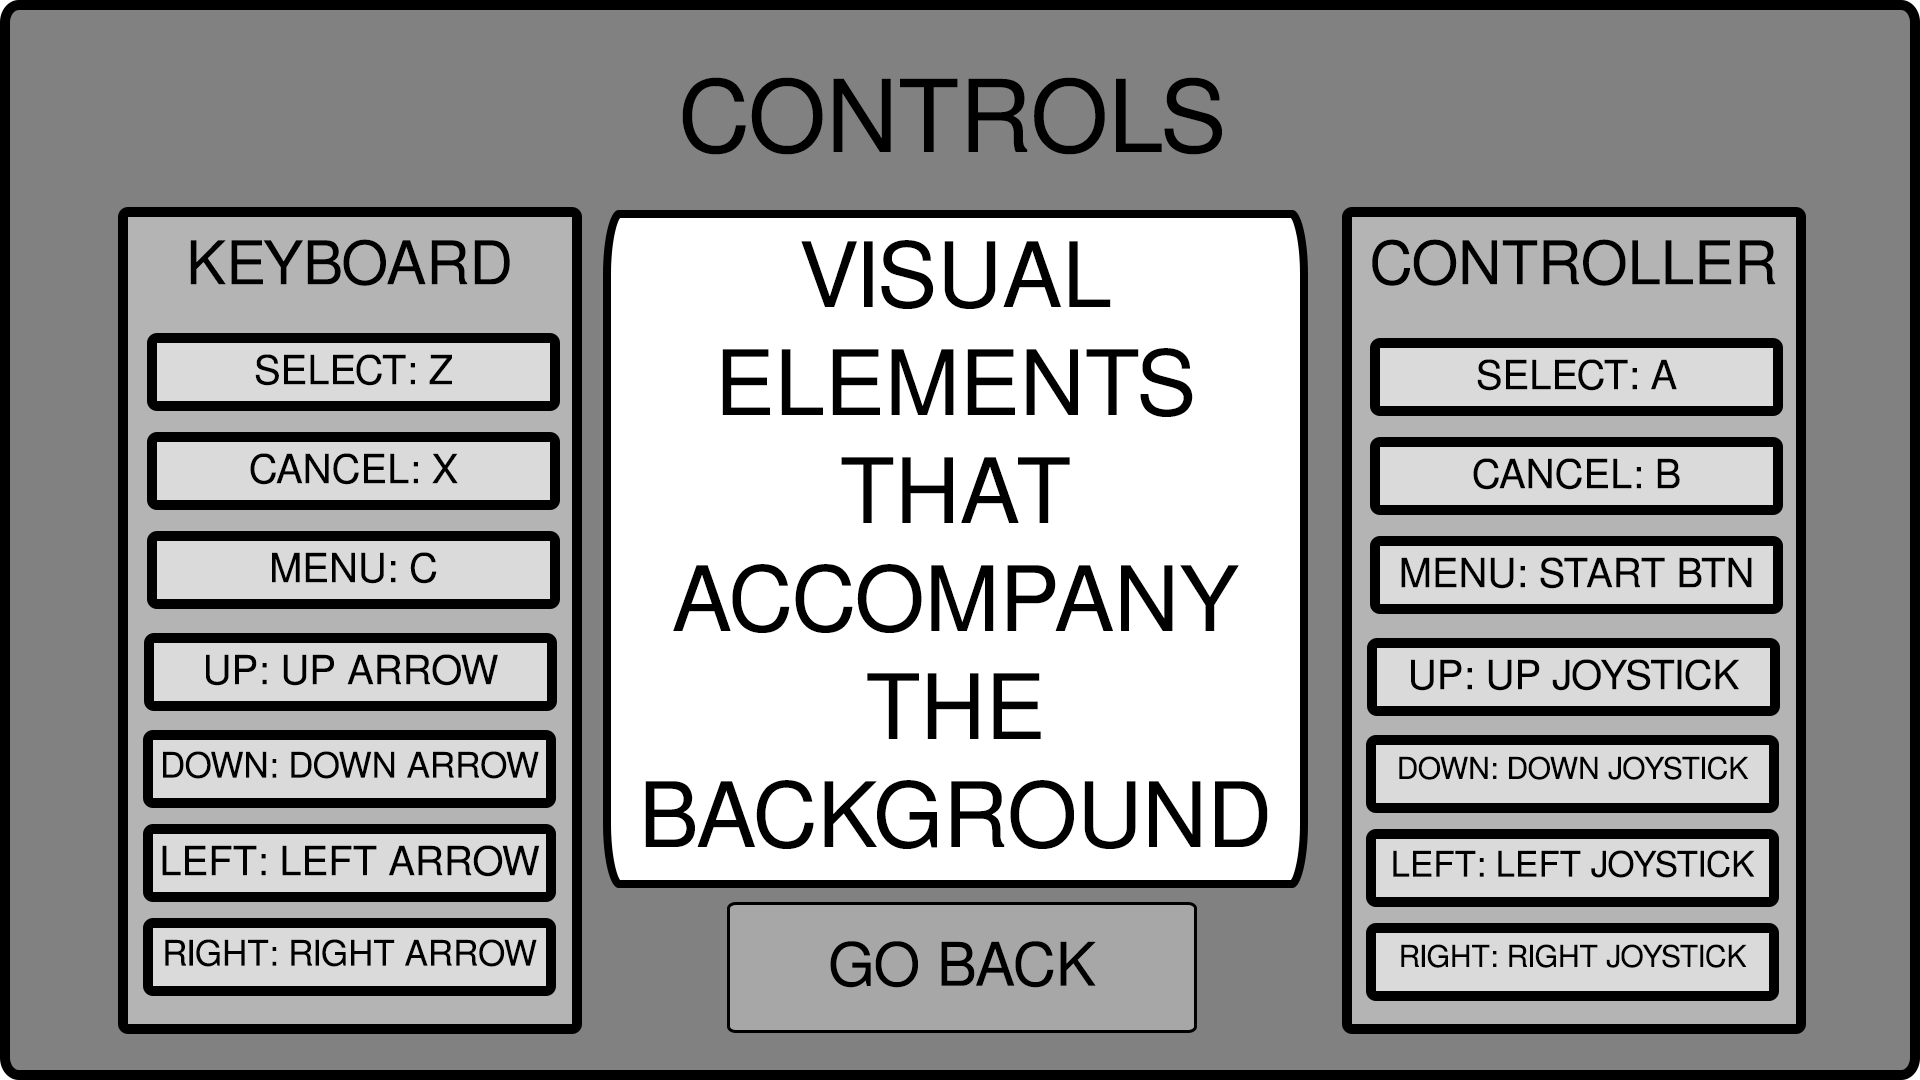 CONTROLS
KEYBOARD
SELECT: Z
CANCEL: X
MENU: C
UP: UP ARROW
DOWN: DOWN ARROW
LEFT: LEFT ARROW
RIGHT: RIGHT ARROW
VISUAL
ELEMENTS
THAT
ACCOMPANY
THE
BACKGROUND
GO BACK
CONTROLLER
SELECT: A
CANCEL: B
MENU: START BTN
UP: UP JOYSTICK
DOWN: DOWN JOYSTICK
LEFT: LEFT JOYSTICK
RIGHT: RIGHT JOYSTICK